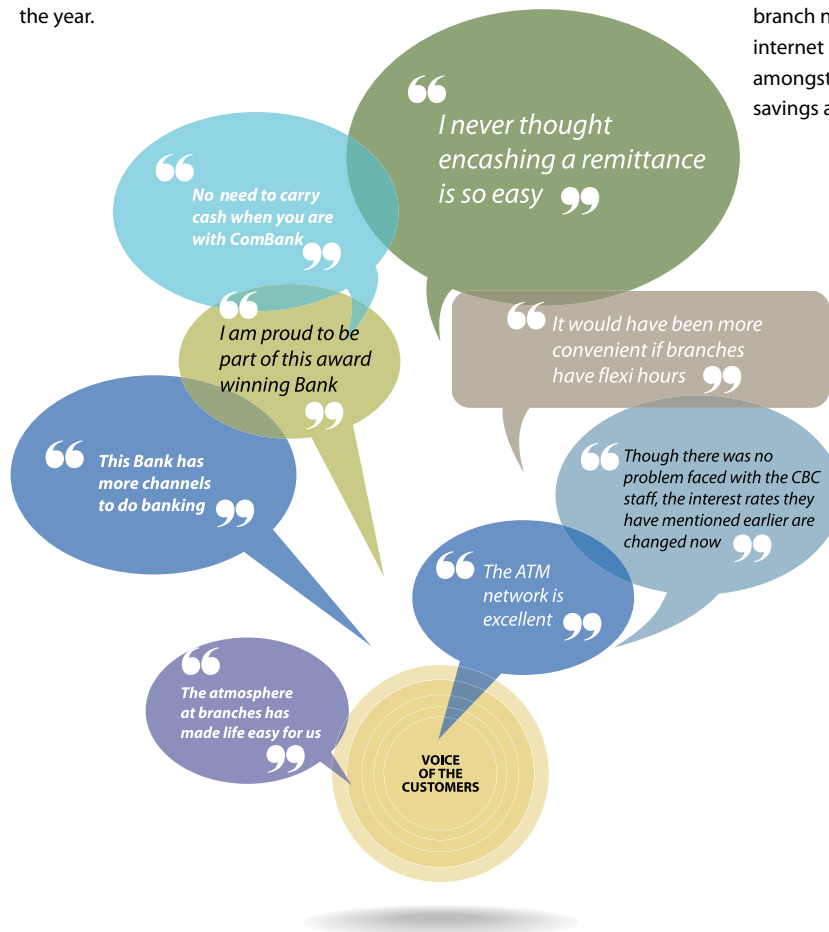 the year.
branch
internet
amongst
savings
I never thought
encashing a remittance
is so easy
No need to carry
cash when you are
with ComBank
I am proud to be
part of this award
winning Bank
It would have been more
convenient if branches
have flexi hours
This Bank has
more channels
to do banking
Though there was no
problem faced with the CBC
staff, the interest rates they
have mentioned earlier are
changed now
The ATM
network is
excellent
The atmosphere
at branches has
made life easy for us
VOICE
OF THE
CUSTOMERS